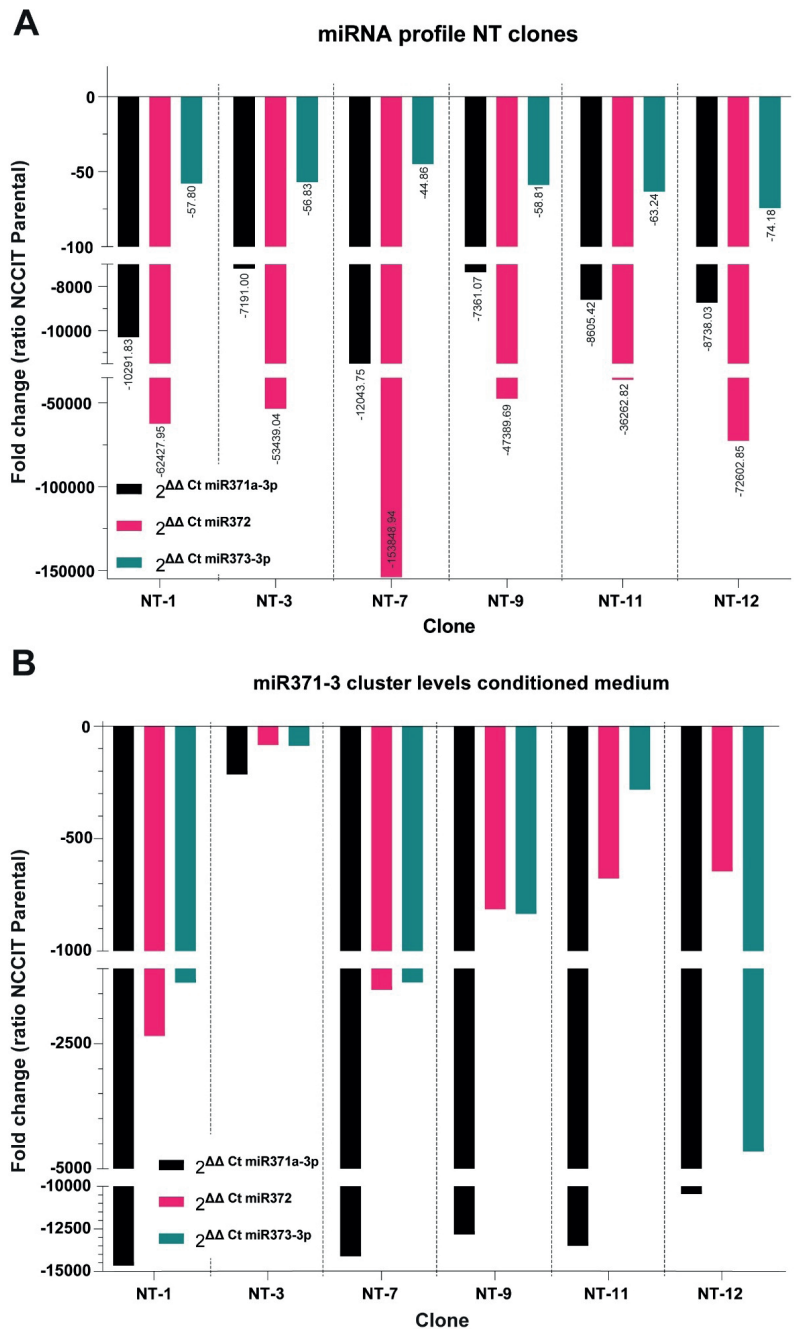 A
miRNA profile NT clones
Fold change (ratio NCCIT Parental)
0
-50
-100
-8000
-10000
-50000
-100000
-150000
-10291.83
-62427.95
-57.80
-7191.00
-53439.04
-56.83
-12043.75
-153848.94
-44.86
-7361.07
-47389.69
-58.81
-8605.42
-36262.82
-63.24
-8738.03
-72602.85
-74.18
2ΔΔ Ct miR371a-3p
2ΔΔ Ct miR372
2ΔΔ Ct miR373-3p
NT-1 NT-3 NT-7 NT-9 NT-11 NT-12
Clone
B
miR371-3 cluster levels conditioned medium
Fold change (ratio NCCIT Parental)
0
-500
-1000
-2500
-5000
-10000
-12500
-15000
2ΔΔ Ct miR371a-3p
2ΔΔ Ct miR372
2ΔΔ Ct miR373-3p
NT-1 NT-3 NT-7 NT-9 NT-11 NT-12
Clone